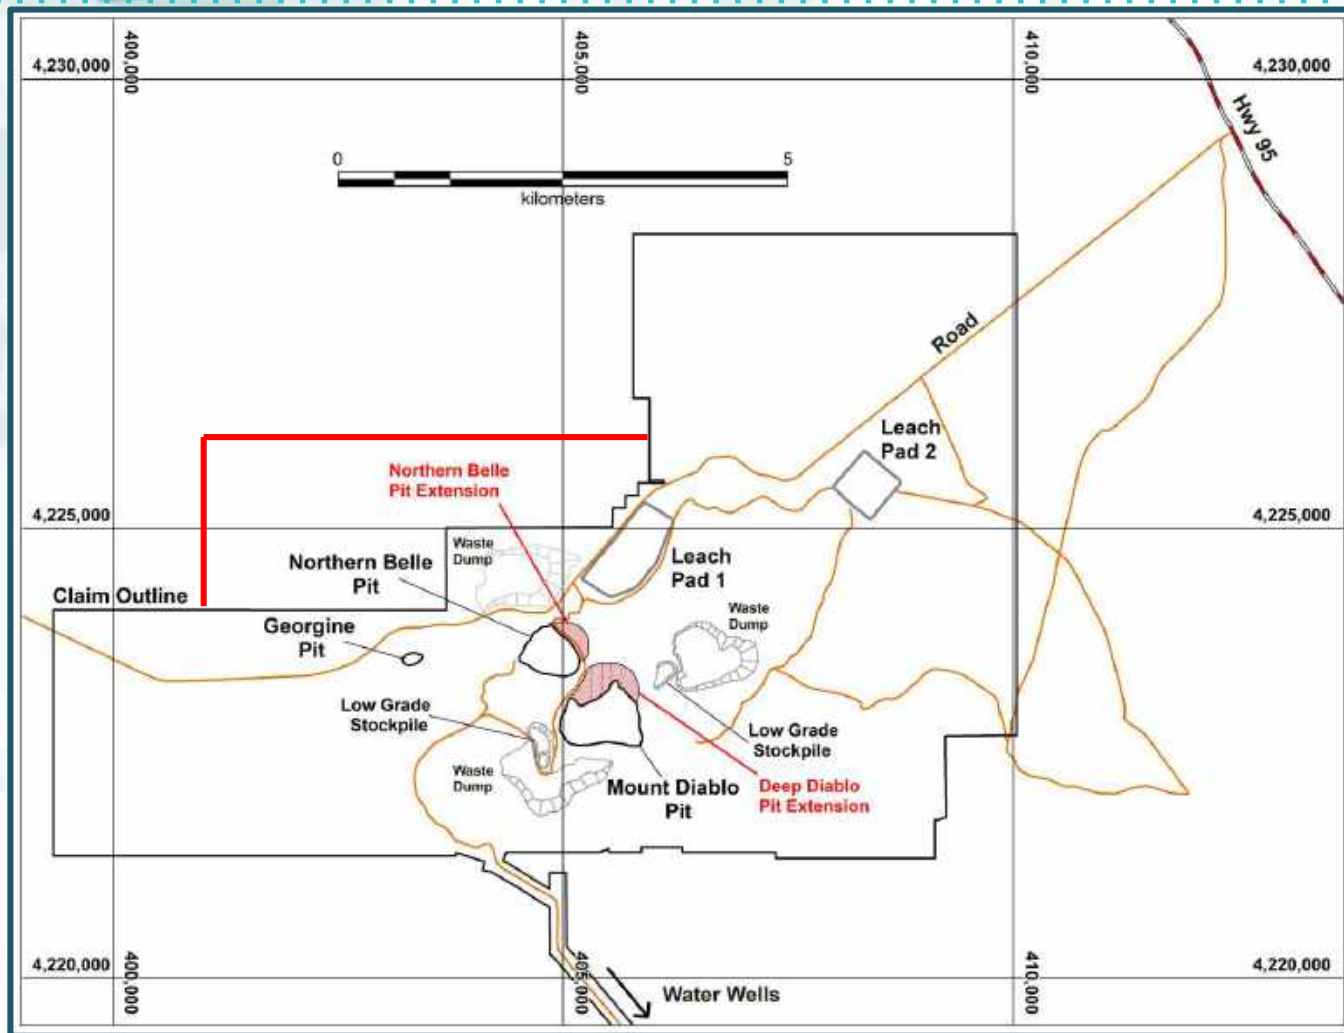 400,000
405,000
410,000
4,230,000
4,230,000
Hwy 95
0
5
kilometers
Road
Leach
Pad 2
Northern Belle
Pit Extension
4,225,000
4,225,000
Waste
Dump
Northern Belle
Pit
Leach
Pad 1
Claim Outline
Georgine
Pit
Waste
Dump
Low Grade
Stockpile
Low Grade
Stockpile
Waste
Dump
Mount Diablo
Pit
Deep Diablo
Pit Extension
4,220,000
400,000
405,000
410,000
4,220,000
Water Wells